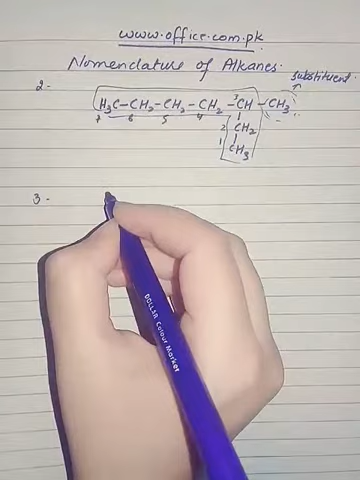 www.office.com.pk
Nomenclature of Alkanes.
substituent
2-
H₃C-CH₂-CH₂-CH₂-CH-CH₃
7 6 5 4 3
2 CH₂
1 CH₃
3-
DOLLAR Colour Marker